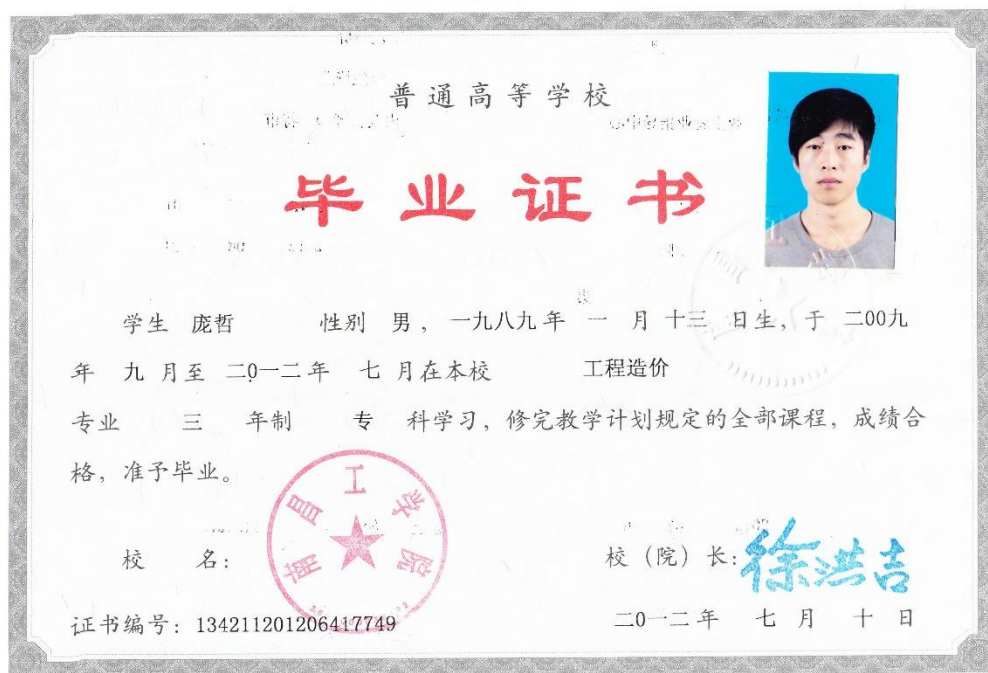 普通高等学校
毕业证书
学生 庞哲 性别 男，一九八九年 一 月 十三 日生，于 二00九
年 九 月至 二0一二年 七 月在本校 工程造价
专业 三 年制 专 科学习，修完教学计划规定的全部课程，成绩合
格，准予毕业。
南昌工学院
校 名：
校（院）长：徐洪吉
证书编号：134211201206417749
二0一二年 七 月 十 日